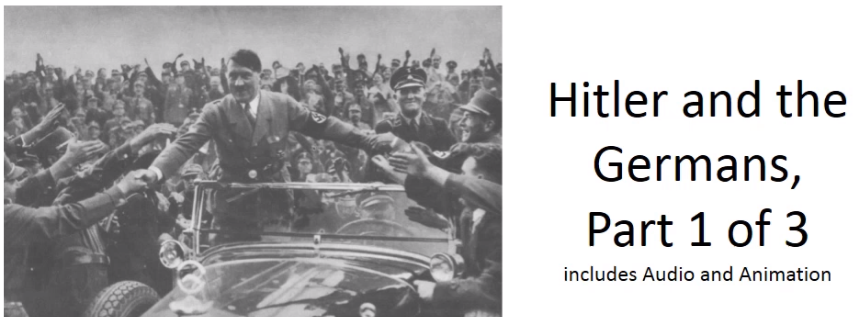 Hitler and the
Germans,
Part 1 of 3
includes Audio and Animation